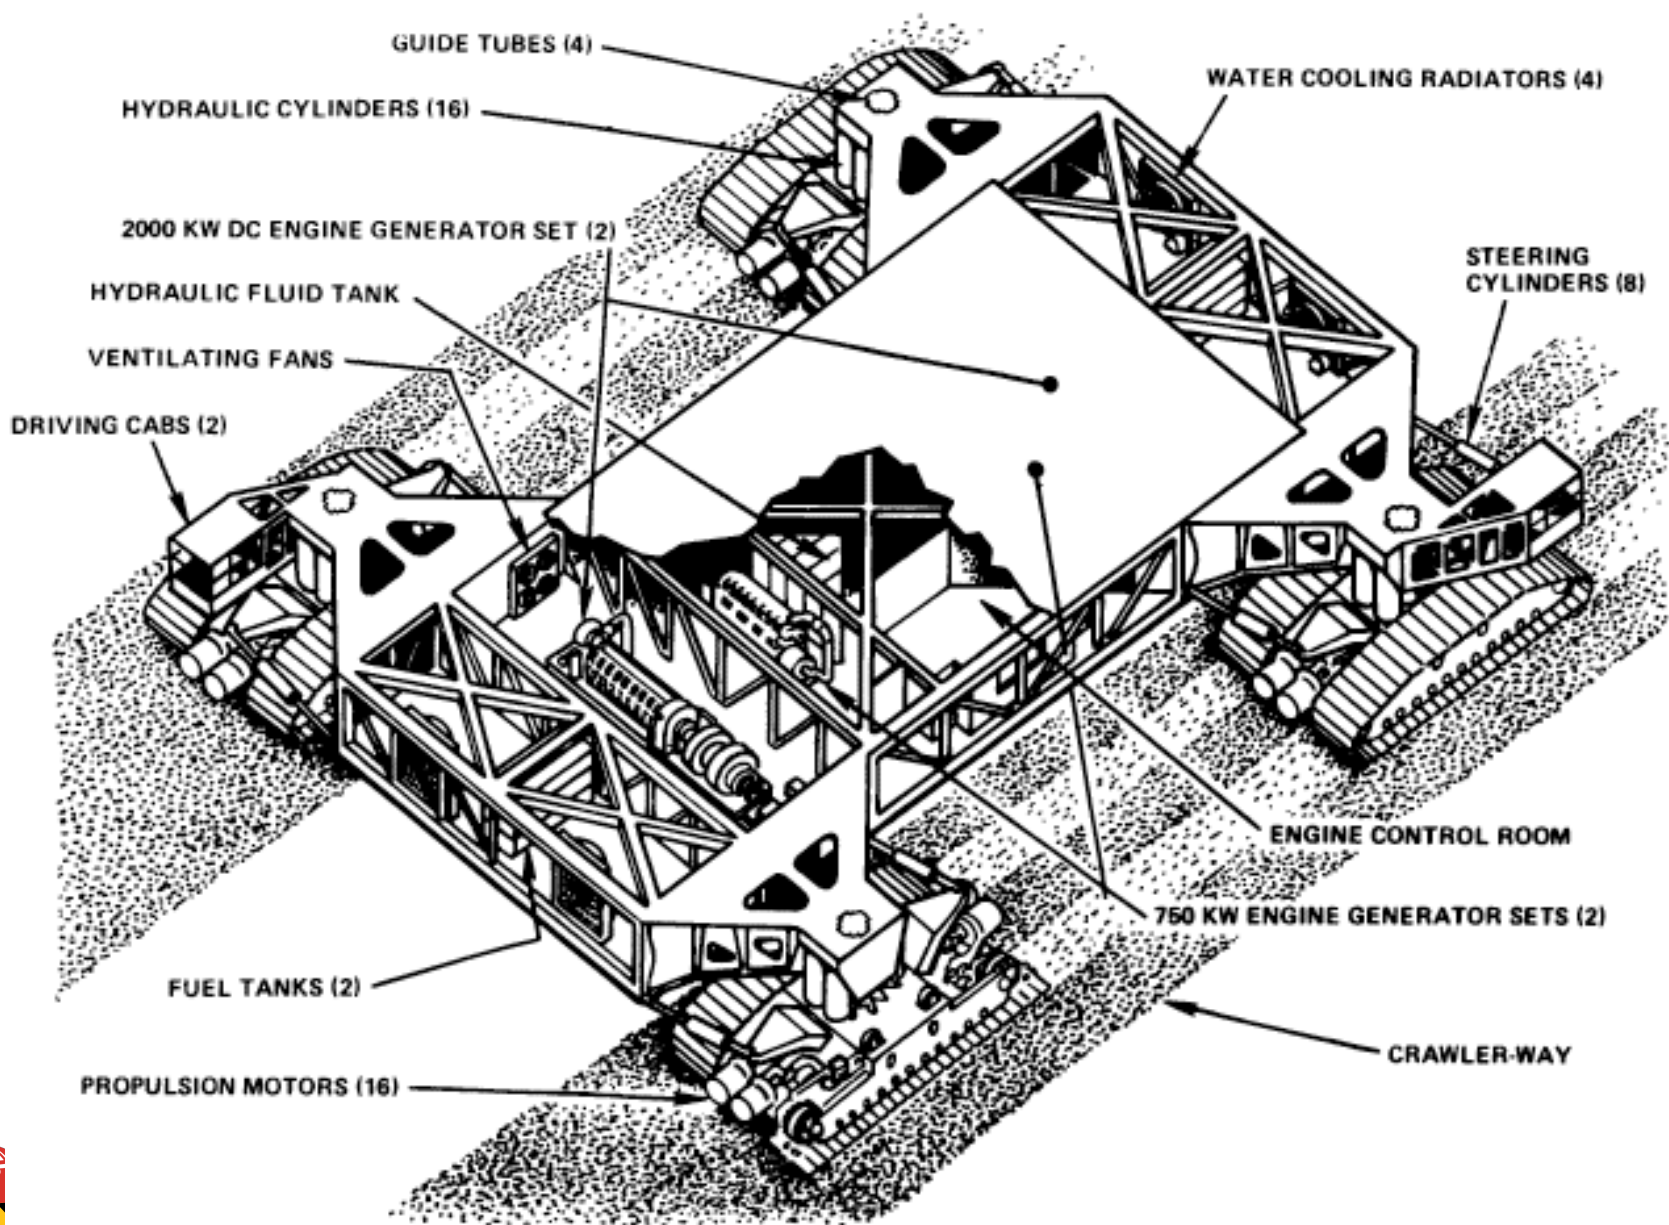 GUIDE TUBES (4)
WATER COOLING RADIATORS (4)
HYDRAULIC CYLINDERS (16)
2000 KW DC ENGINE GENERATOR SET (2)
STEERING
CYLINDERS (8)
HYDRAULIC FLUID TANK
VENTILATING FANS
DRIVING CABS (2)
ENGINE CONTROL ROOM
750 KW ENGINE GENERATOR SETS (2)
FUEL TANKS (2)
CRAWLER-WAY
PROPULSION MOTORS (16)